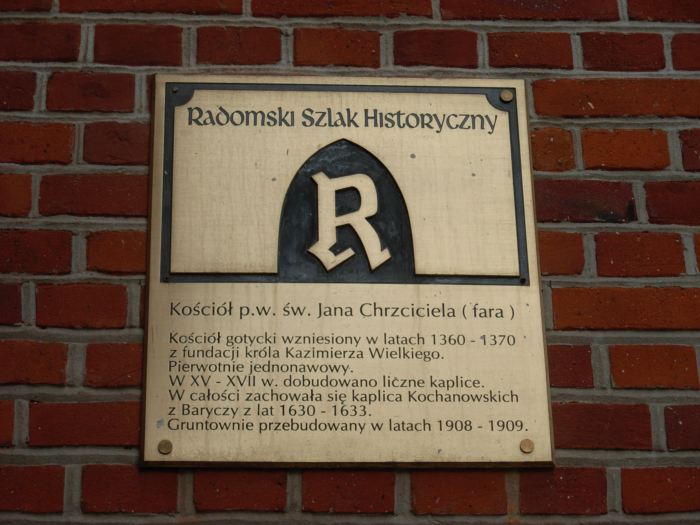 Radomski Szlak Historyczny
R
Kościół p.w. św. Jana Chrzciciela ( fara )
Kościół gotycki wzniesiony w latach 1360 - 1370
z fundacji króla Kazimierza Wielkiego.
Pierwotnie jednonawowy.
W XV - XVII w. dobudowano liczne kaplice.
W całości zachowała się kaplica Kochanowskich
z Baryczy z lat 1630 - 1633.
Gruntownie przebudowany w latach 1908 - 1909.